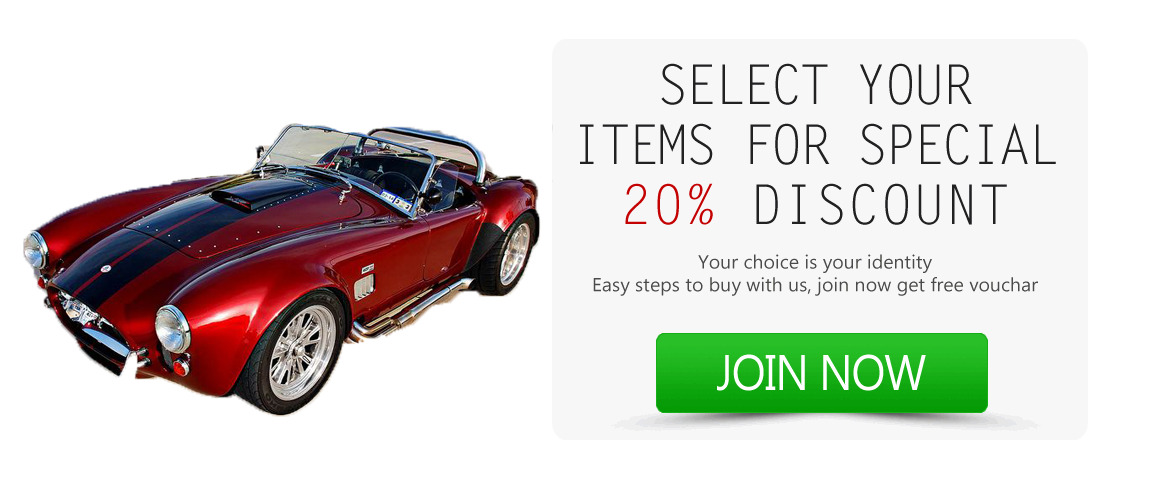 SELECT YOUR
ITEMS FOR SPECIAL
20% DISCOUNT
Your choice is your identity
Easy steps to buy with us, join now get free vouchar
JOIN NOW